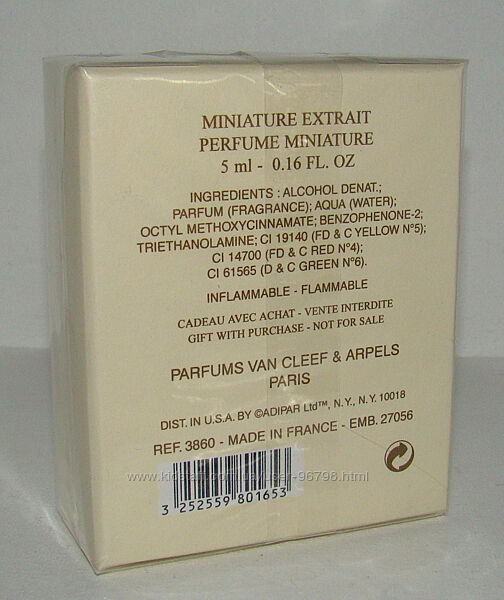 MINIATURE EXTRAIT
PERFUME MINIATURE
5 ml - 0.16 FL. OZ
INGREDIENTS : ALCOHOL DENAT.;
PARFUM (FRAGRANCE); AQUA (WATER);
OCTYL METHOXYCINNAMATE; BENZOPHENONE-2;
TRIETHANOLAMINE; CI 19140 (FD & C YELLOW N°5);
CI 14700 (FD & C RED N°4);
CI 61565 (D & C GREEN N°6).
INFLAMMABLE - FLAMMABLE
CADEAU AVEC ACHAT - VENTE INTERDITE
GIFT WITH PURCHASE - NOT FOR SALE
PARFUMS VAN CLEEF & ARPELS
PARIS
DIST. IN U.S.A. BY ©ADIPAR Ltd™, N.Y., N.Y. 10018
REF. 3860 - MADE IN FRANCE - EMB. 27056
3 252559 801653